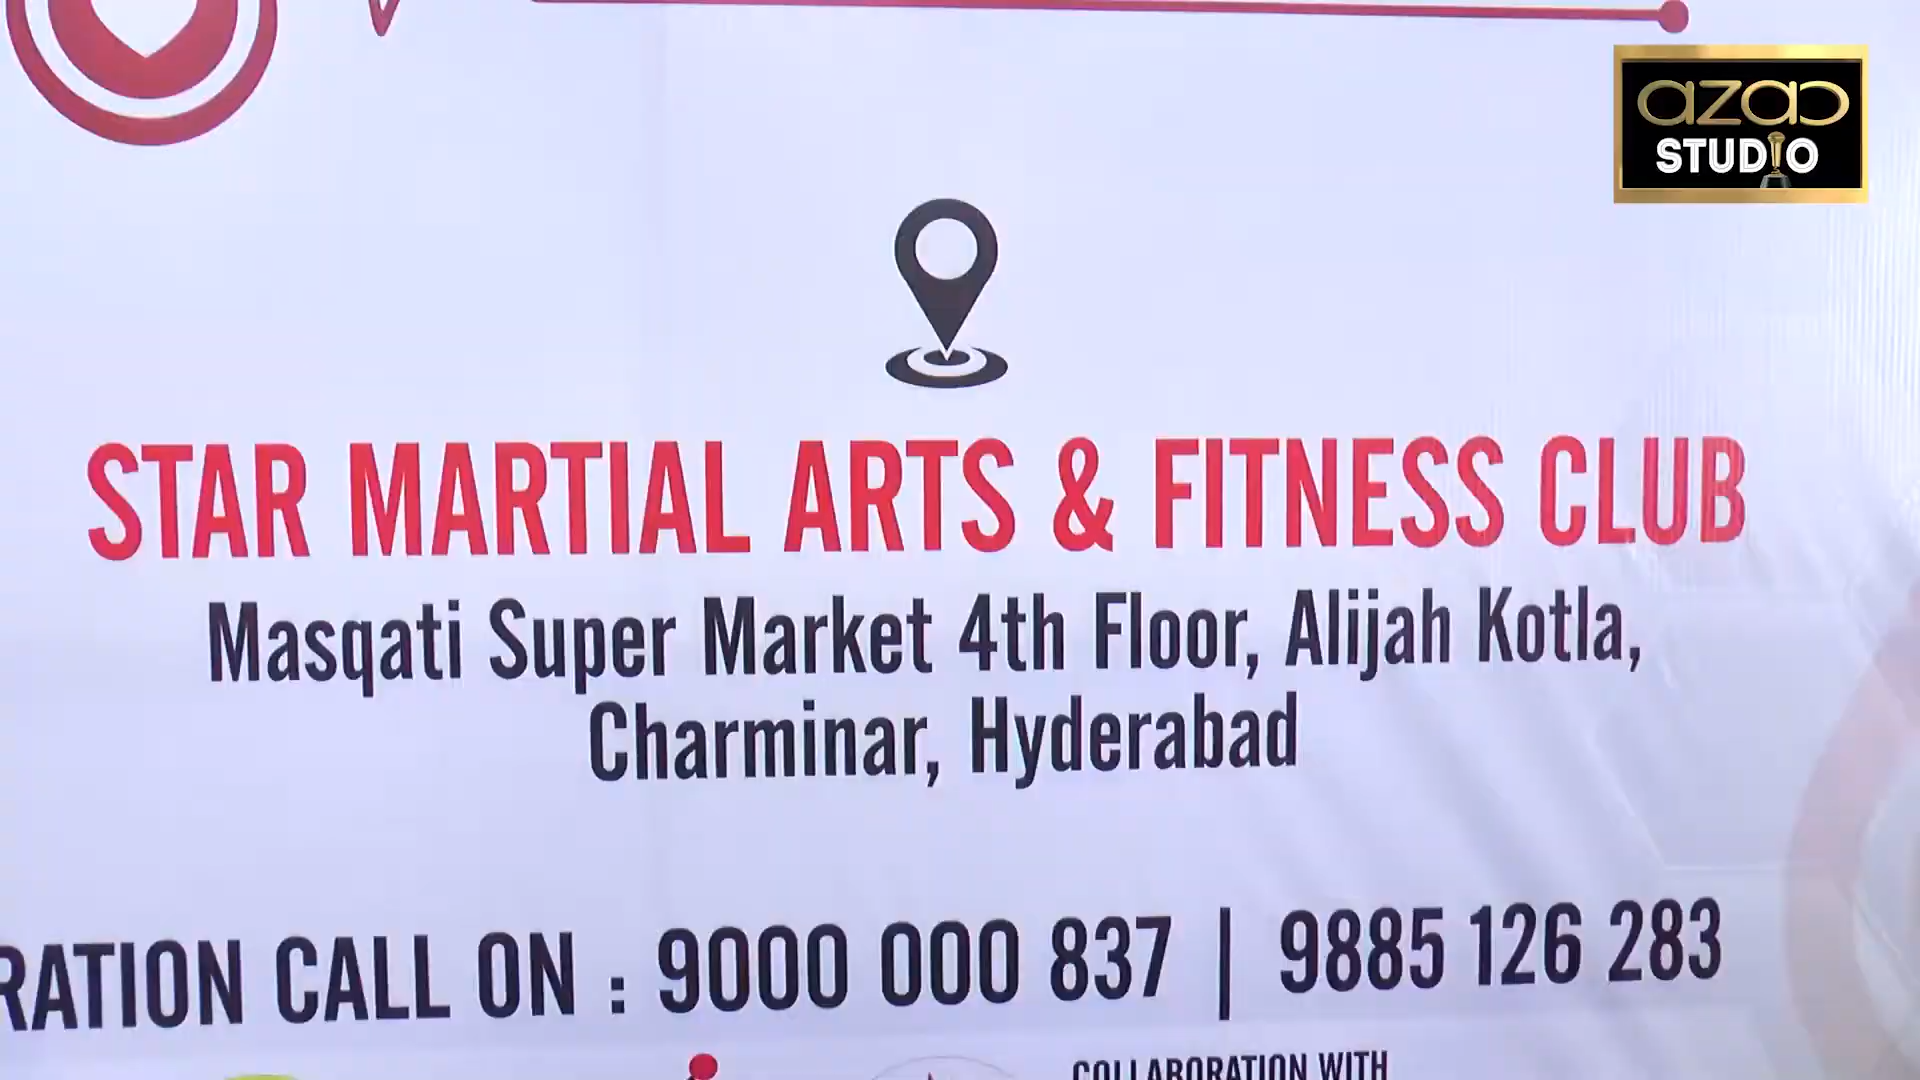 azad
STUDIO
STAR MARTIAL ARTS & FITNESS CLUB
Masqati Super Market 4th Floor, Alijah Kotla,
Charminar, Hyderabad
RATION CALL ON : 9000 000 837 | 9885 126 283
COLLABORATION WITH